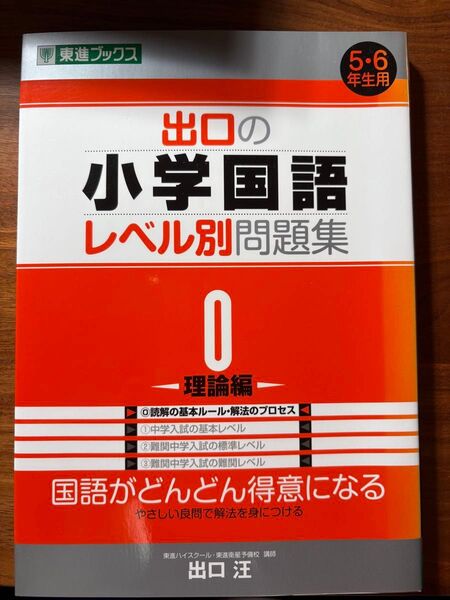 東進ブックス
5・6
年生用
出口の
小学国語
レベル別問題集
0
理論編
⓪読解の基本ルール・解法のプロセス
①中学入試の基本レベル
②難関中学入試の標準レベル
③難関中学入試の難関レベル
国語がどんどん得意になる
やさしい良問で解法を身につける
東進ハイスクール・東進衛星予備校 講師
出口 汪